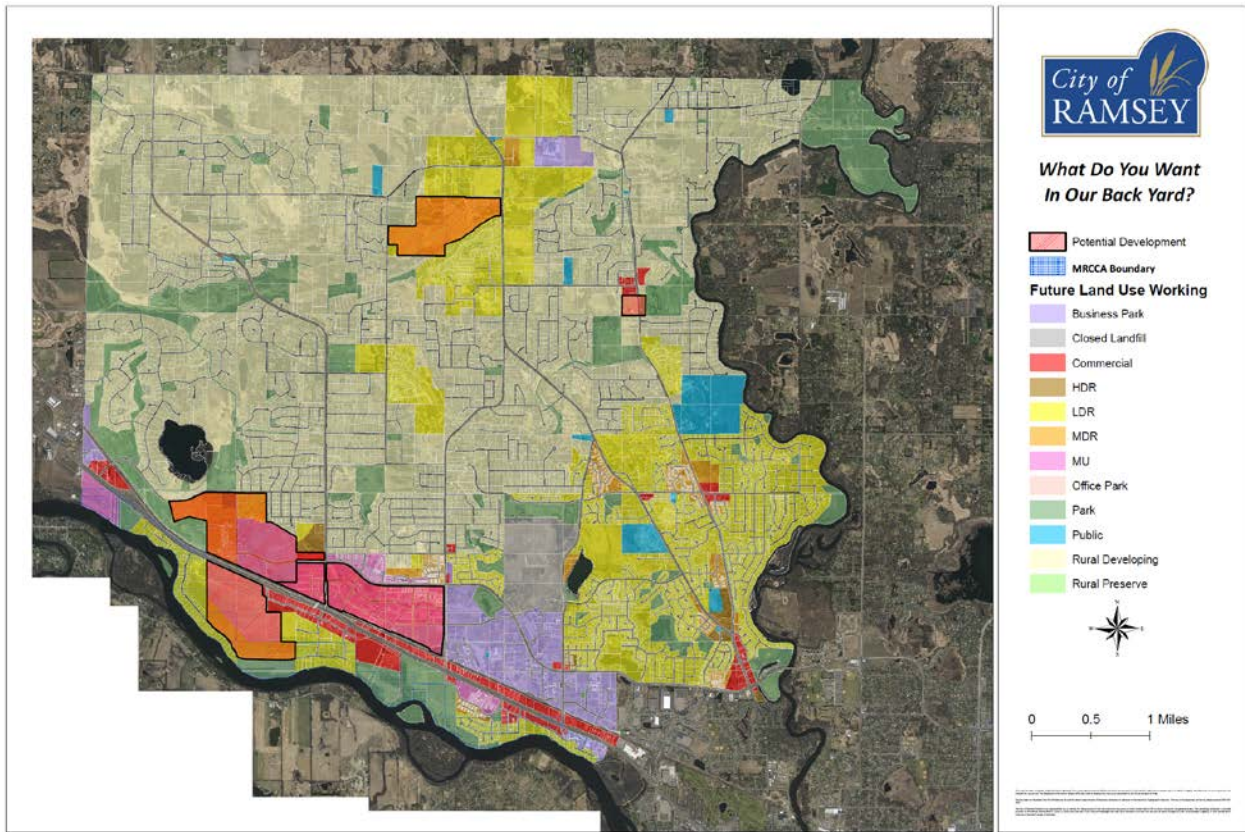 City of
RAMSEY
What Do You Want
In Our Back Yard?
Potential Development
MRCCA Boundary
Future Land Use Working
Business Park
Closed Landfill
Commercial
HDR
LDR
MDR
MU
Office Park
Park
Public
Rural Developing
Rural Preserve
0 0.5 1 Miles